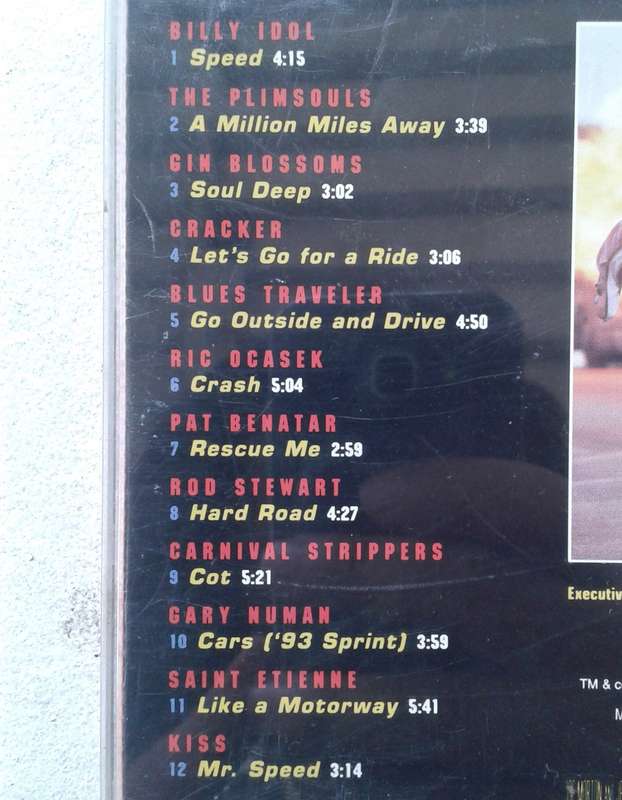 BILLY IDOL
1 Speed 4:15
THE PLIMSOULS
2 A Million Miles Away 3:39
GIN BLOSSOMS
3 Soul Deep 3:02
CRACKER
4 Let's Go for a Ride 3:06
BLUES TRAVELER
5 Go Outside and Drive 4:50
RIC OCASEK
6 Crash 5:04
PAT BENATAR
7 Rescue Me 2:59
ROD STEWART
8 Hard Road 4:27
CARNIVAL STRIPPERS
9 Cot 5:21
GARY NUMAN
10 Cars ('93 Sprint) 3:59
SAINT ETIENNE
11 Like a Motorway 5:41
KISS
12 Mr. Speed 3:14
Executiv
TM & c
M